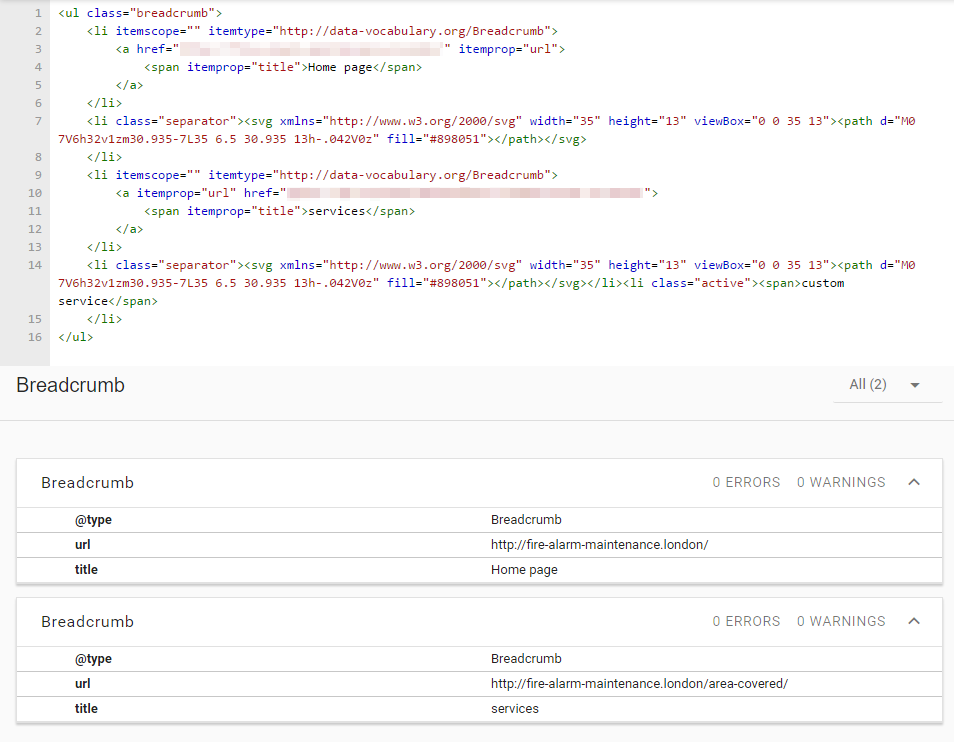 1 <ul class="breadcrumb">
2 <li itemscope="" itemtype="http://data-vocabulary.org/Breadcrumb">
3 <a href=" " itemprop="url">
4 <span itemprop="title">Home page</span>
5 </a>
6 </li>
7 <li class="separator"><svg xmlns="http://www.w3.org/2000/svg" width="35" height="13" viewBox="0 0 35 13"><path d="M0
7V6h32v1zm30.935-7L35 6.5 30.935 13h-.042V0z" fill="#898051"></path></svg>
8 </li>
9 <li itemscope="" itemtype="http://data-vocabulary.org/Breadcrumb">
10 <a itemprop="url" href=" ">
11 <span itemprop="title">services</span>
12 </a>
13 </li>
14 <li class="separator"><svg xmlns="http://www.w3.org/2000/svg" width="35" height="13" viewBox="0 0 35 13"><path d="M0
7V6h32v1zm30.935-7L35 6.5 30.935 13h-.042V0z" fill="#898051"></path></svg></li><li class="active"><span>custom
service</span>
15 </li>
16 </ul>
Breadcrumb All (2)
Breadcrumb 0 ERRORS 0 WARNINGS
@type Breadcrumb
url http://fire-alarm-maintenance.london/
title Home page
Breadcrumb 0 ERRORS 0 WARNINGS
@type Breadcrumb
url http://fire-alarm-maintenance.london/area-covered/
title services